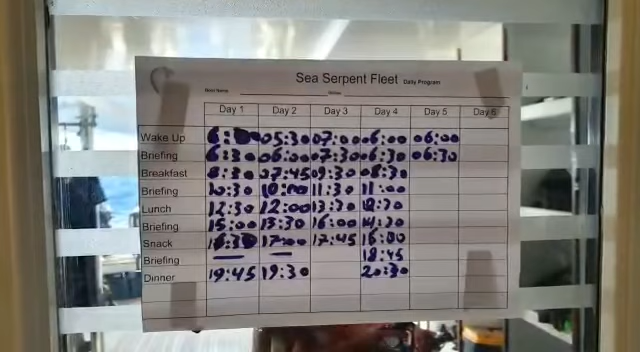 Sea Serpent Fleet Daily Program
Day 1 Day 2 Day 3 Day 4 Day 5 Day 6
Wake Up 05:30 07:00 06:00 06:00
Briefing 6:30 06:00 07:30 06:30 06:30
Breakfast 8:30 07:45 09:30 08:30
Briefing 10:30 10:00 11:30 11:00
Lunch 12:30 12:00 13:30 12:30
Briefing 15:00 13:30 16:00 14:30
Snack 17:00 17:45 16:00
Briefing — — 18:45
Dinner 19:45 19:30 20:30